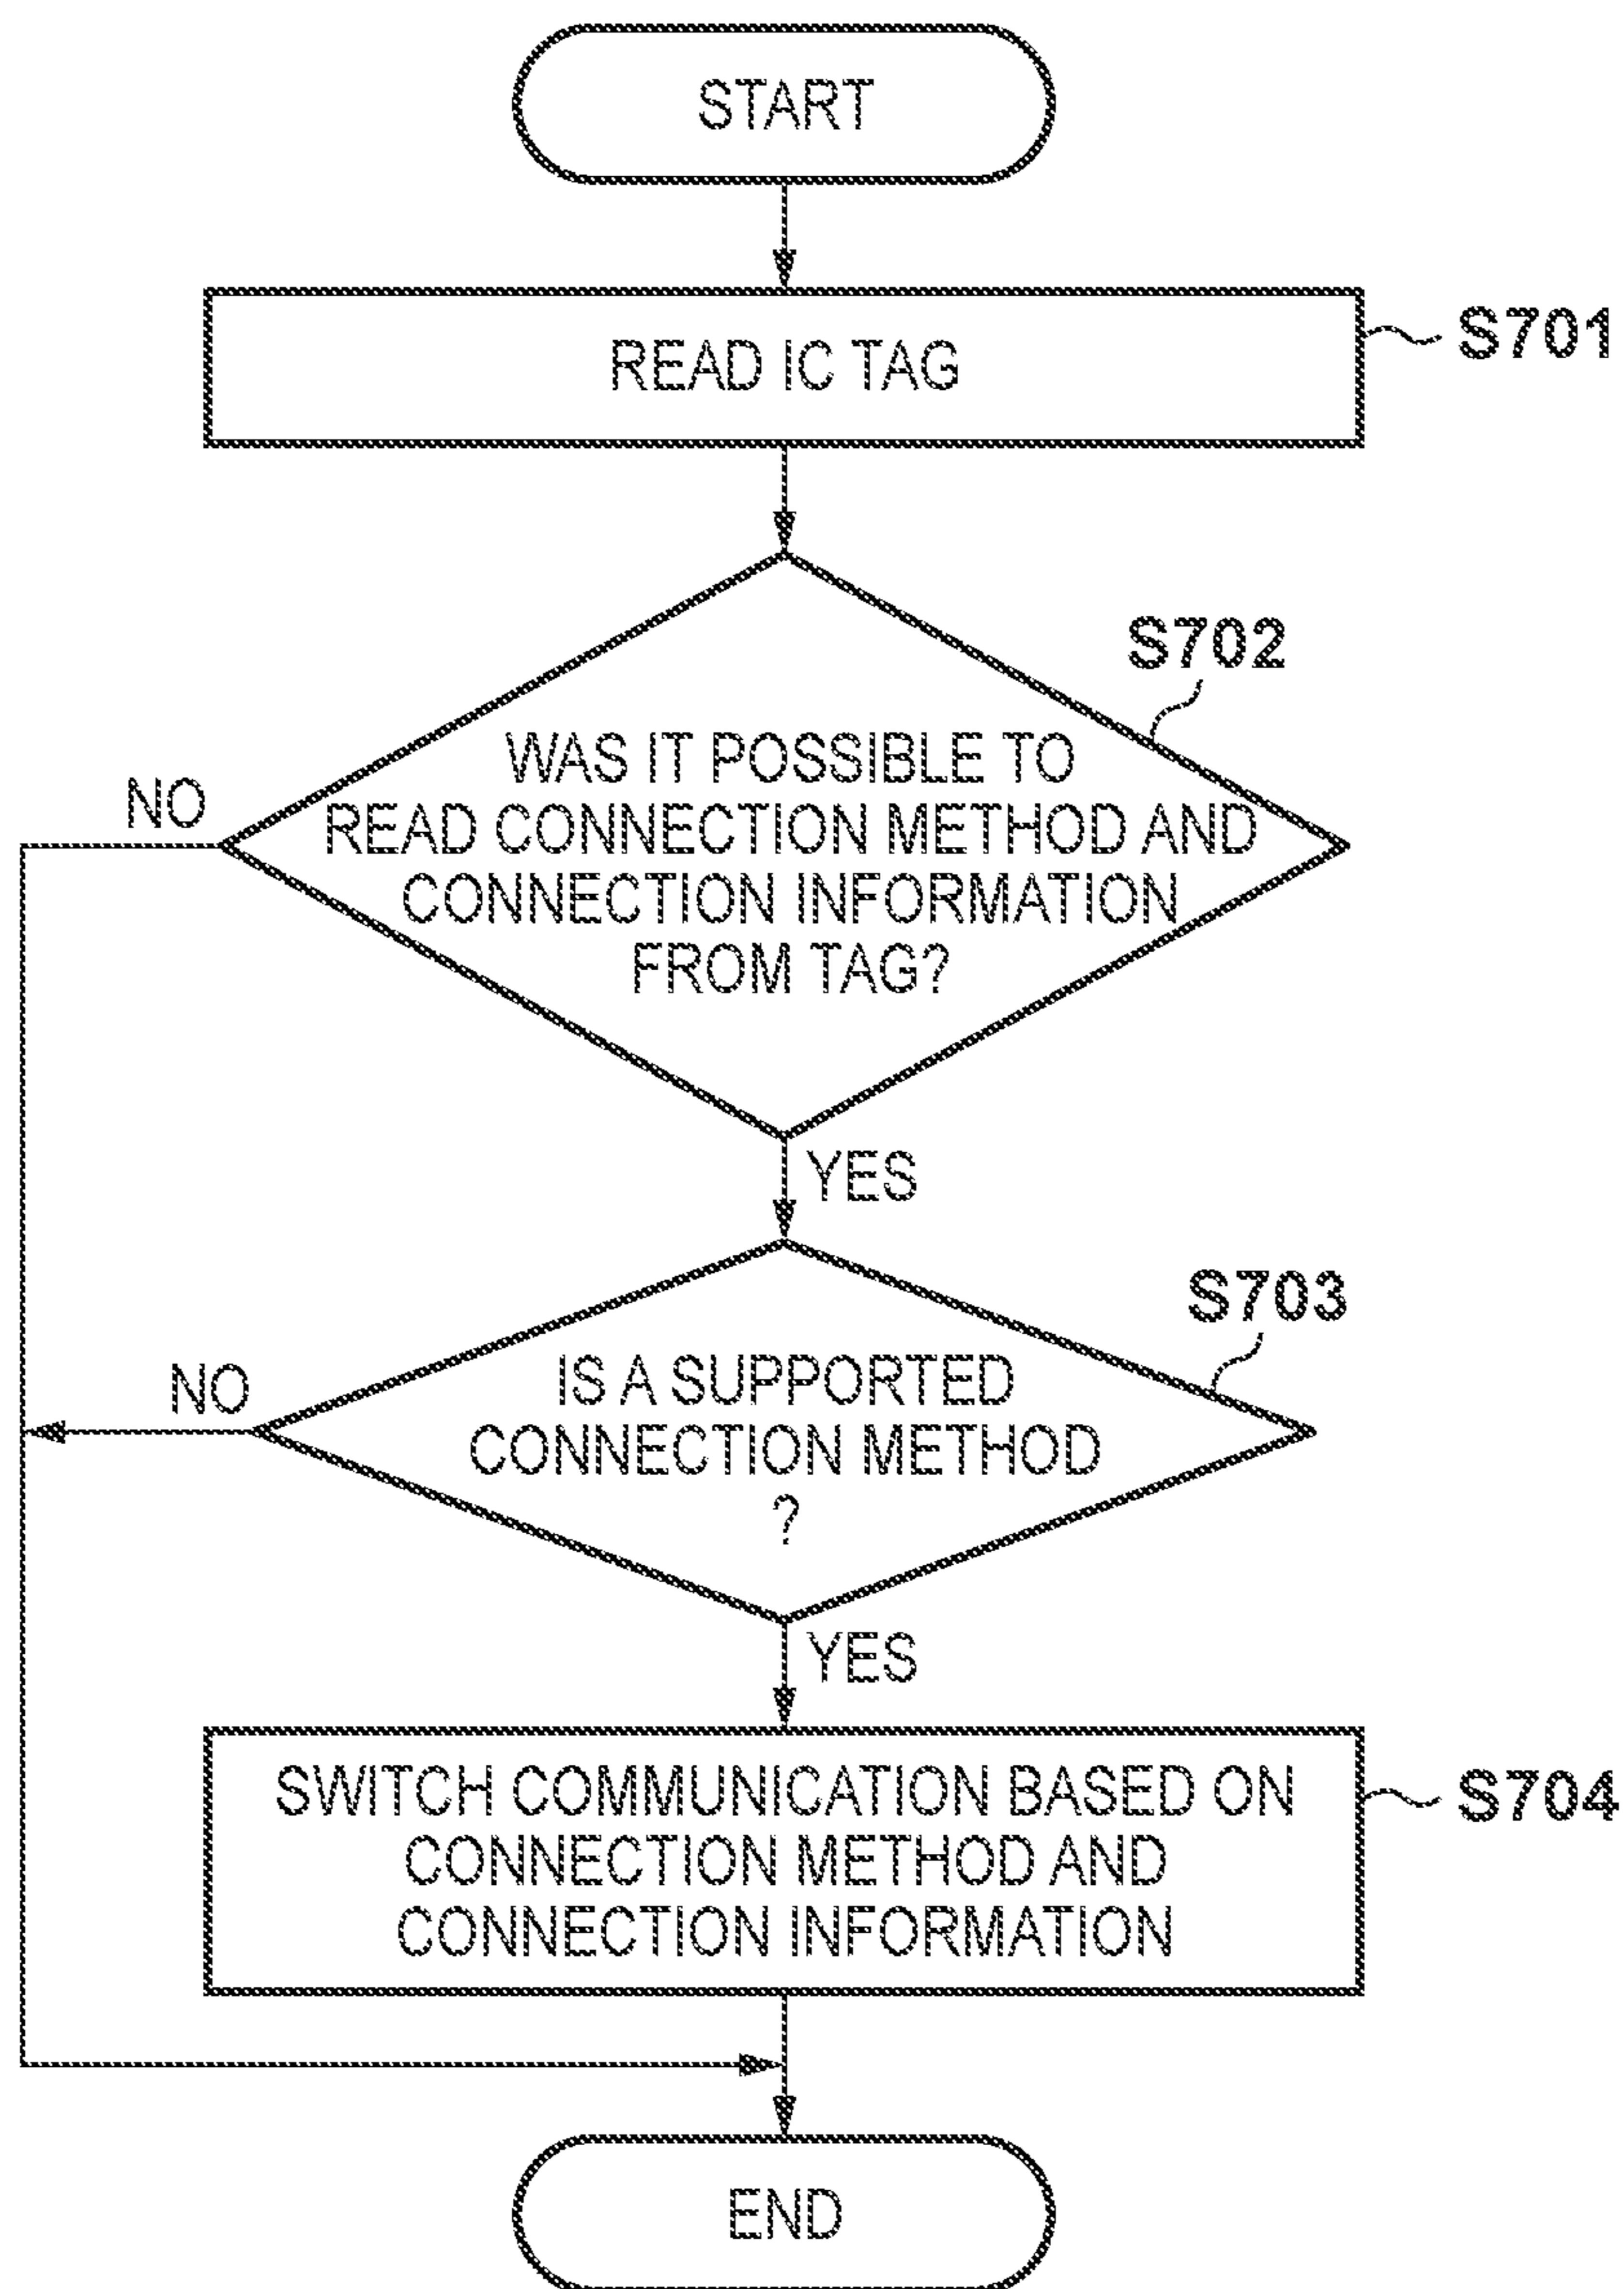 START
READ IC TAG
S701
S702
WAS IT POSSIBLE TO
READ CONNECTION METHOD AND
CONNECTION INFORMATION
FROM TAG?
NO
YES
S703
IS A SUPPORTED
CONNECTION METHOD
?
NO
YES
SWITCH COMMUNICATION BASED ON
CONNECTION METHOD AND
CONNECTION INFORMATION
S704
END